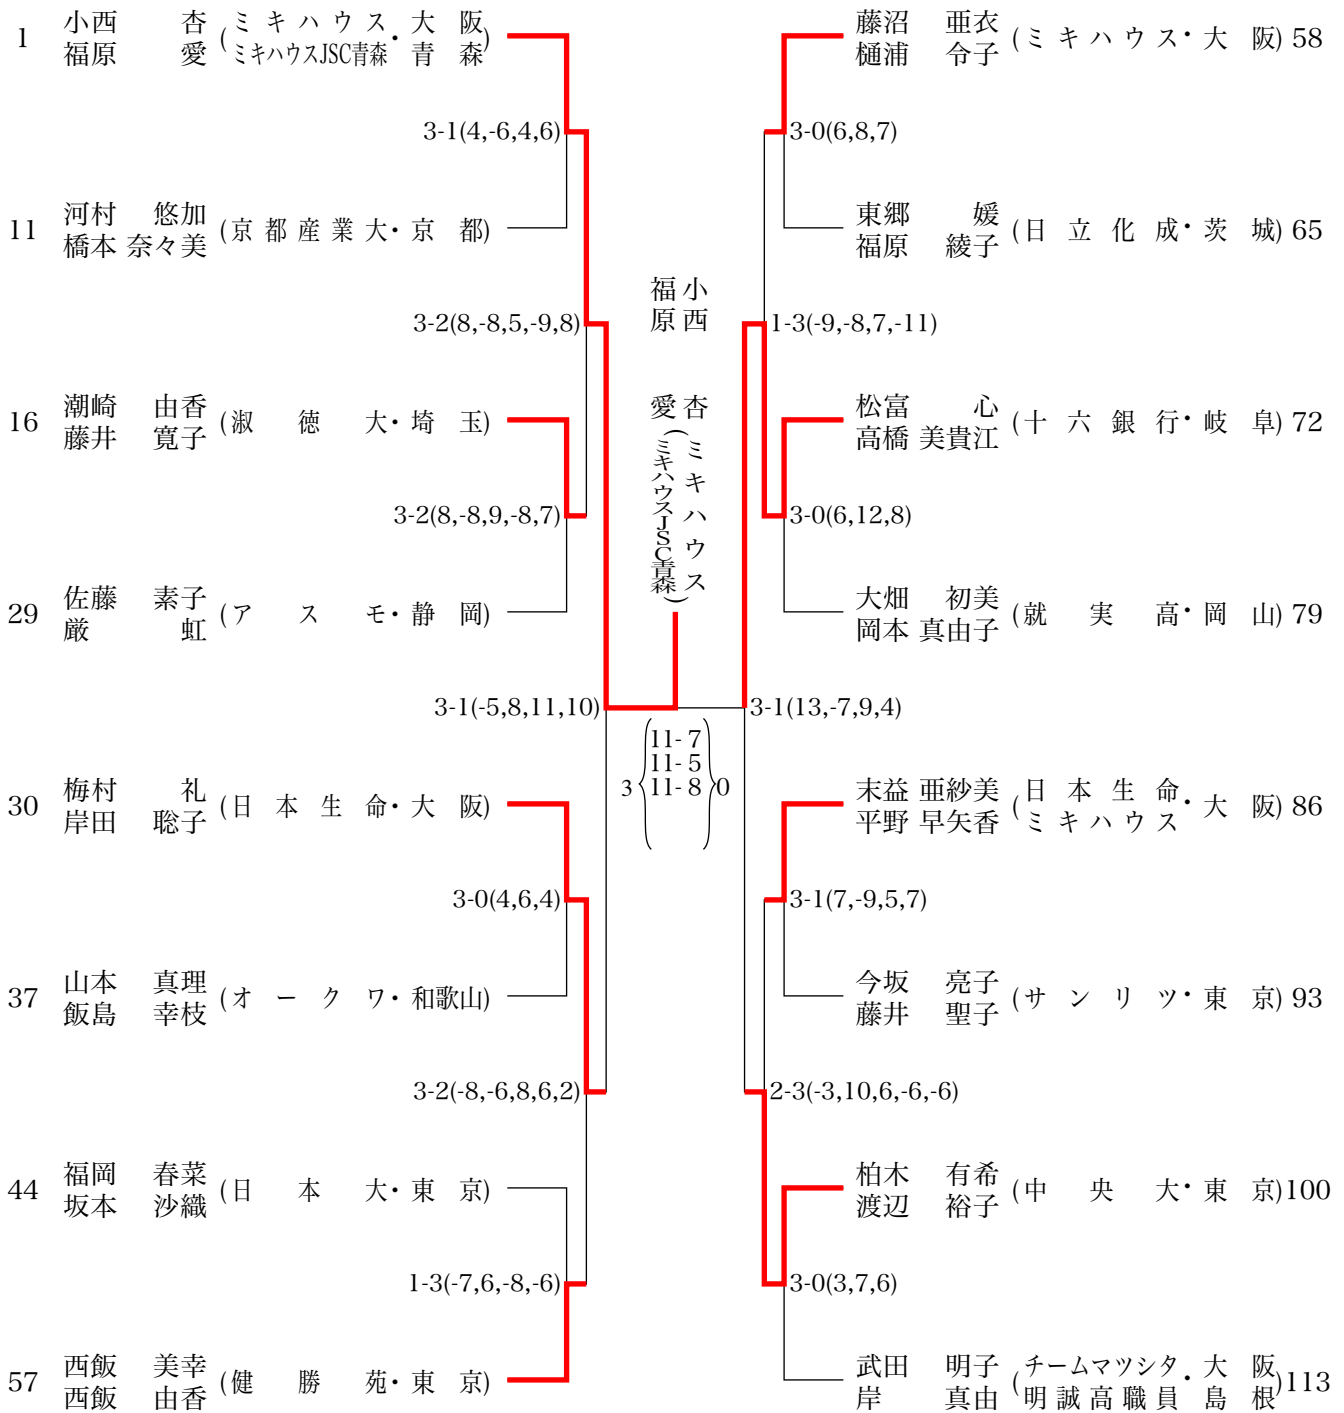 1 小西 杏 福原 愛 (ミキハウス・大阪 ミキハウスJSC青森・青森)
3-1(4,-6,4,6)
11 河村 悠加 橋本 奈々美 (京都産業大・京都)
3-2(8,-8,5,-9,8)
16 潮崎 由香 藤井 寛子 (淑徳大・埼玉)
3-2(8,-8,9,-8,7)
29 佐藤 素子 厳 虹 (アスモ・静岡)
3-1(-5,8,11,10)
30 梅村 礼 岸田 聡子 (日本生命・大阪)
3-0(4,6,4)
37 山本 真理 飯島 幸枝 (オークワ・和歌山)
3-2(-8,-6,8,6,2)
44 福岡 春菜 坂本 沙織 (日本大・東京)
1-3(-7,6,-8,-6)
57 西飯 美幸 西飯 由香 (健勝苑・東京)
小西 杏 (ミキハウス
福原 愛 ミキハウスJSC青森)
3
11-7
11-5
11-8
0
藤沼 亜衣 樋浦 令子 (ミキハウス・大阪) 58
3-0(6,8,7)
東郷 媛 福原 綾子 (日立化成・茨城) 65
1-3(-9,-8,7,-11)
松富 心 高橋 美貴江 (十六銀行・岐阜) 72
3-0(6,12,8)
大畑 初美 岡本 真由子 (就実高・岡山) 79
3-1(13,-7,9,4)
末益 亜紗美 平野 早矢香 (日本生命 ミキハウス・大阪) 86
3-1(7,-9,5,7)
今坂 亮子 藤井 聖子 (サンリツ・東京) 93
2-3(-3,10,6,-6,-6)
柏木 有希 渡辺 裕子 (中央大・東京) 100
3-0(3,7,6)
武田 明子 岸 真由 (チームマツシタ・大阪 明誠高職員・島根) 113